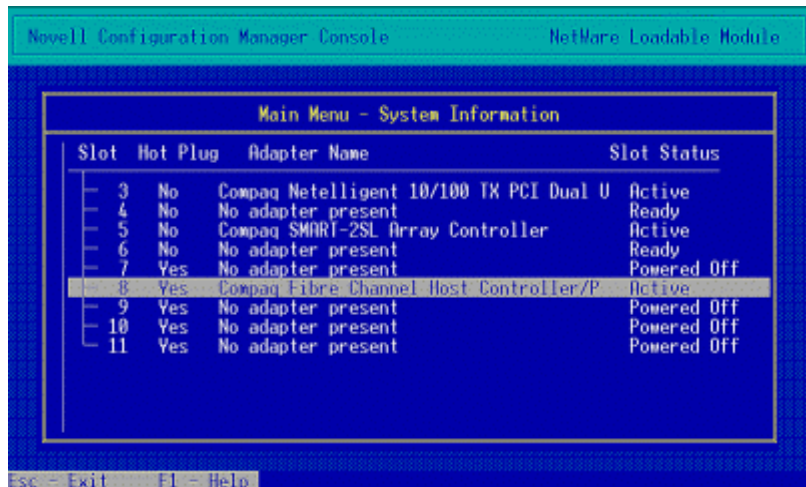 Novell Configuration Manager Console NetWare Loadable Module
Main Menu - System Information
Slot Hot Plug Adapter Name Slot Status
3 No Compaq Netelligent 10/100 TX PCI Dual U Active
4 No No adapter present Ready
5 No Compaq SMART-2SL Array Controller Active
6 No No adapter present Ready
7 Yes No adapter present Powered Off
8 Yes Compaq Fibre Channel Host Controller/P Active
9 Yes No adapter present Powered Off
10 Yes No adapter present Powered Off
11 Yes No adapter present Powered Off
Esc - Exit F1 - Help